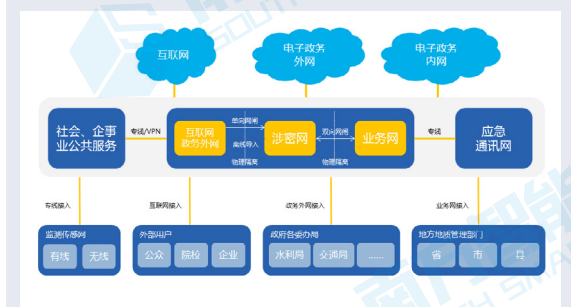 互联网
电子政务
外网
电子政务
内网
社会、企事
业公共服务
专线/VPN
互联网
政务外网
单向网闸
离线导入
物理隔离
涉密网
双向网闸
物理隔离
业务网
专线
应急
通讯网
专线接入
互联网接入
政务外网接入
业务网接入
监测传感网
有线
无线
外部用户
公众
院校
企业
政府各委办局
水利局
交通局
......
地方地质管理部门
省
市
县